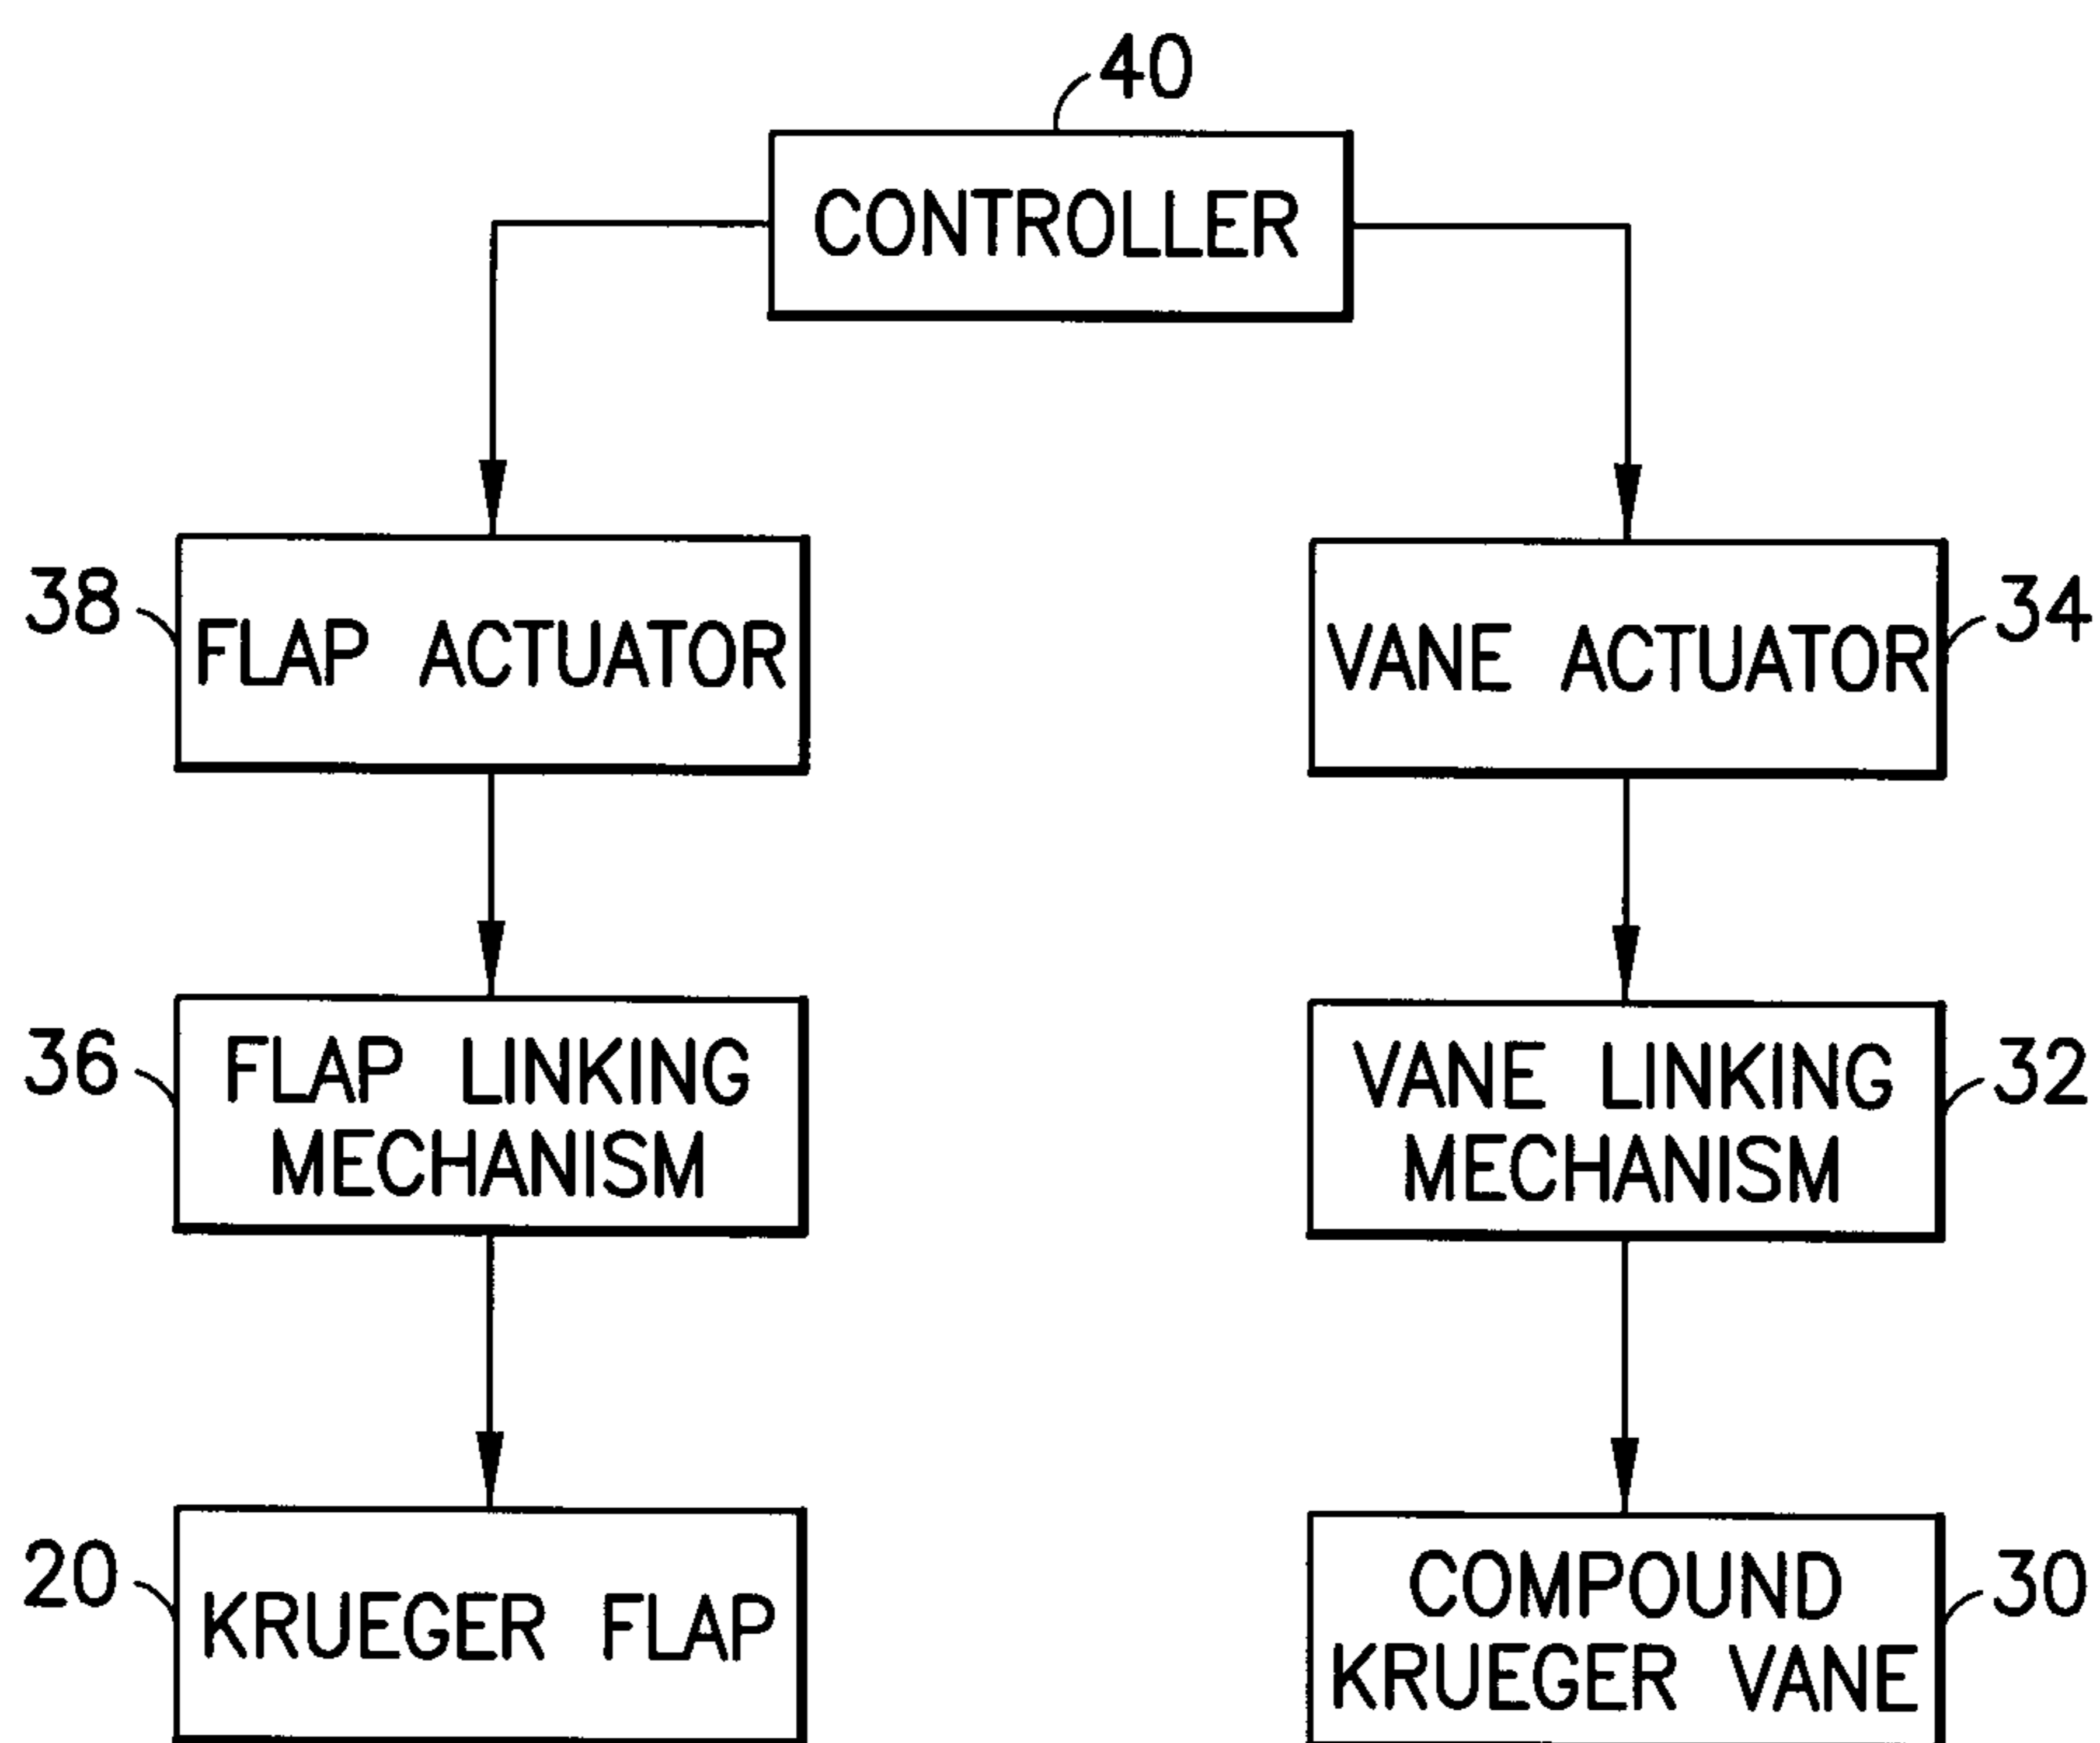 40
CONTROLLER
38
FLAP ACTUATOR
VANE ACTUATOR
34
36
FLAP LINKING
MECHANISM
VANE LINKING
MECHANISM
32
20
KRUEGER FLAP
COMPOUND
KRUEGER VANE
30